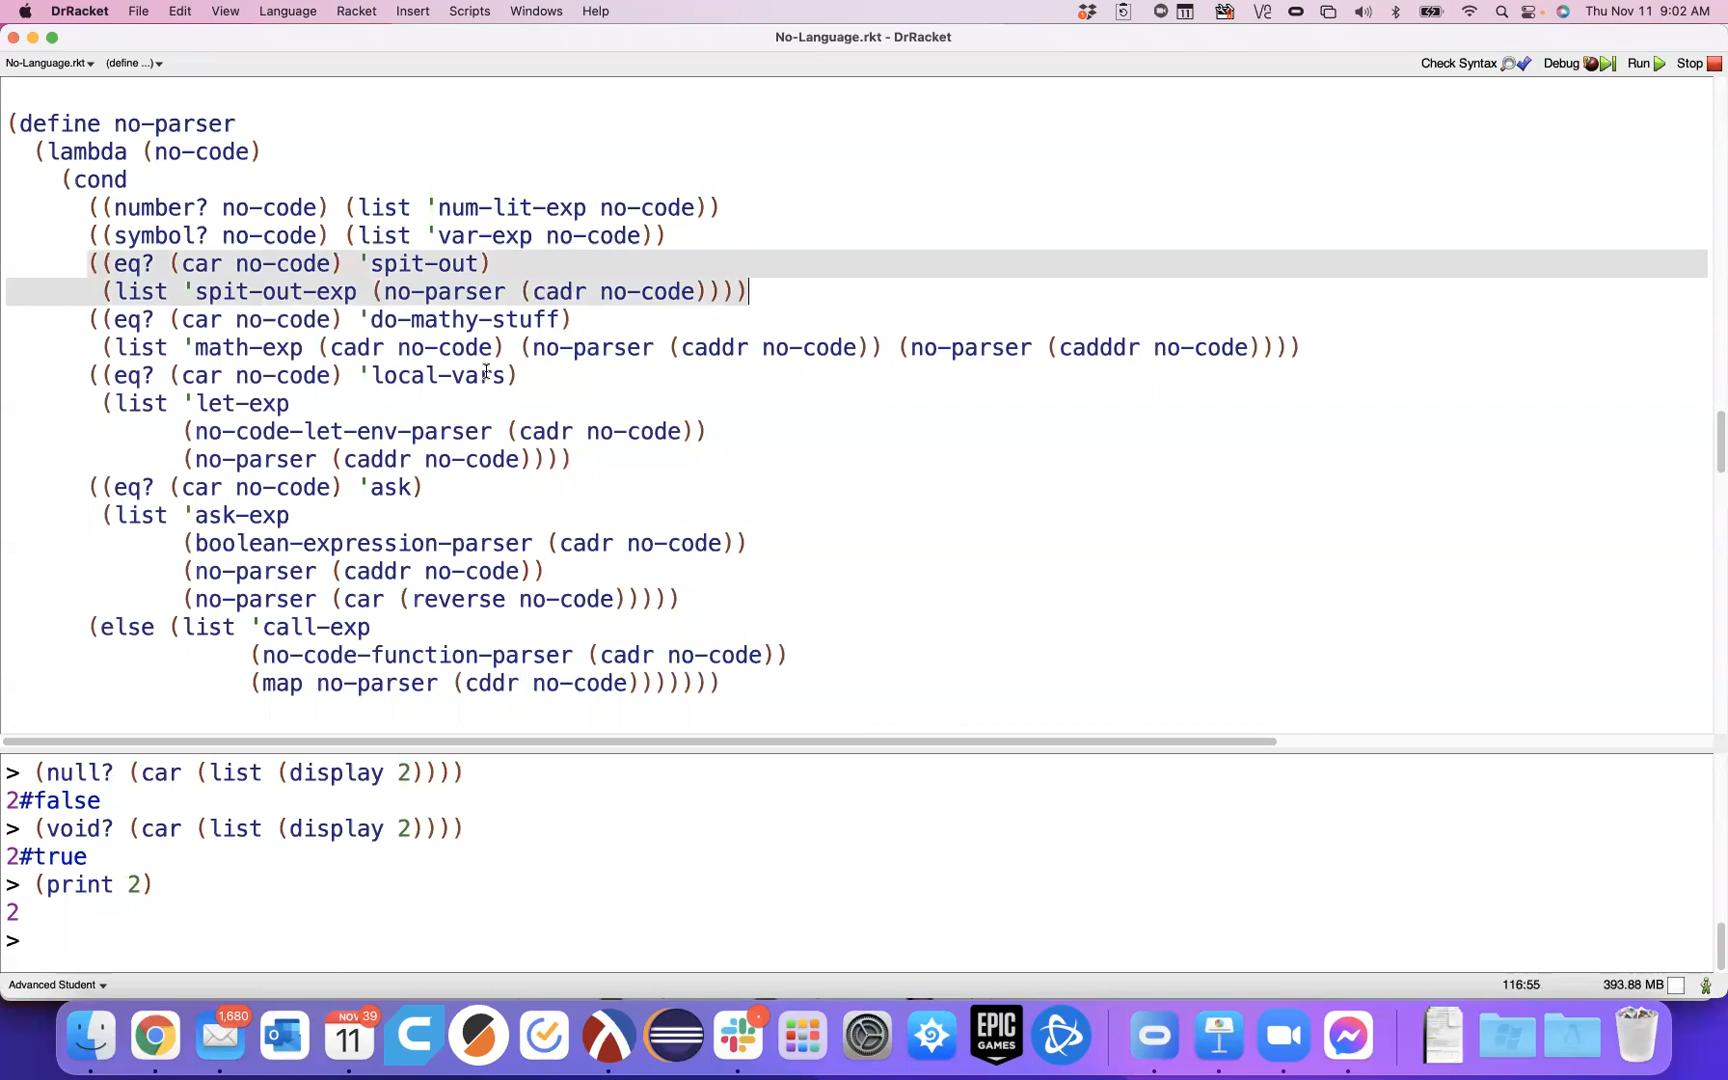 DrRacket File Edit View Language Racket Insert Scripts Windows Help Thu Nov 11 9:02 AM
No-Language.rkt - DrRacket
No-Language.rkt▾ (define ...)▾ Check Syntax Debug Run Stop
(define no-parser
  (lambda (no-code)
    (cond
      ((number? no-code) (list 'num-lit-exp no-code))
      ((symbol? no-code) (list 'var-exp no-code))
      ((eq? (car no-code) 'spit-out)
       (list 'spit-out-exp (no-parser (cadr no-code))))
      ((eq? (car no-code) 'do-mathy-stuff)
       (list 'math-exp (cadr no-code) (no-parser (caddr no-code)) (no-parser (cadddr no-code))))
      ((eq? (car no-code) 'local-vars)
       (list 'let-exp
             (no-code-let-env-parser (cadr no-code))
             (no-parser (caddr no-code))))
      ((eq? (car no-code) 'ask)
       (list 'ask-exp
             (boolean-expression-parser (cadr no-code))
             (no-parser (caddr no-code))
             (no-parser (car (reverse no-code)))))
      (else (list 'call-exp
                  (no-code-function-parser (cadr no-code))
                  (map no-parser (cddr no-code)))))))
> (null? (car (list (display 2))))
2#false
> (void? (car (list (display 2))))
2#true
> (print 2)
2
>
Advanced Student ▾ 116:55 393.88 MB
1,680
NOV 39
11
EPIC
GAMES